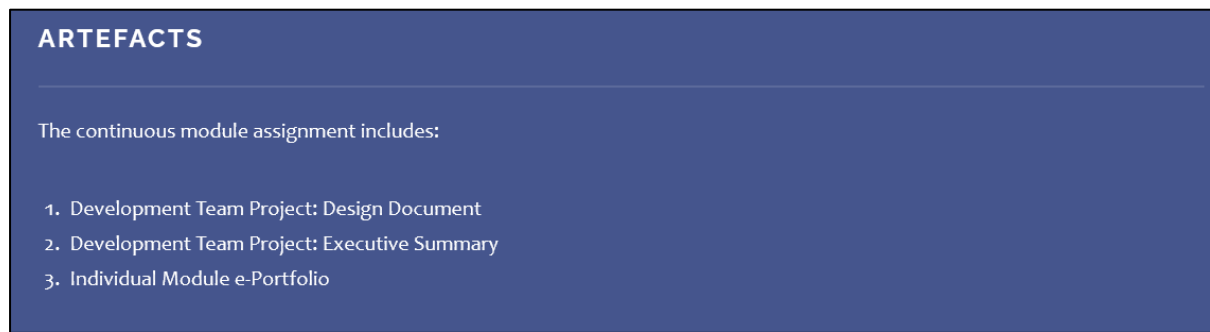 ARTEFACTS
The continuous module assignment includes:
1. Development Team Project: Design Document
2. Development Team Project: Executive Summary
3. Individual Module e-Portfolio